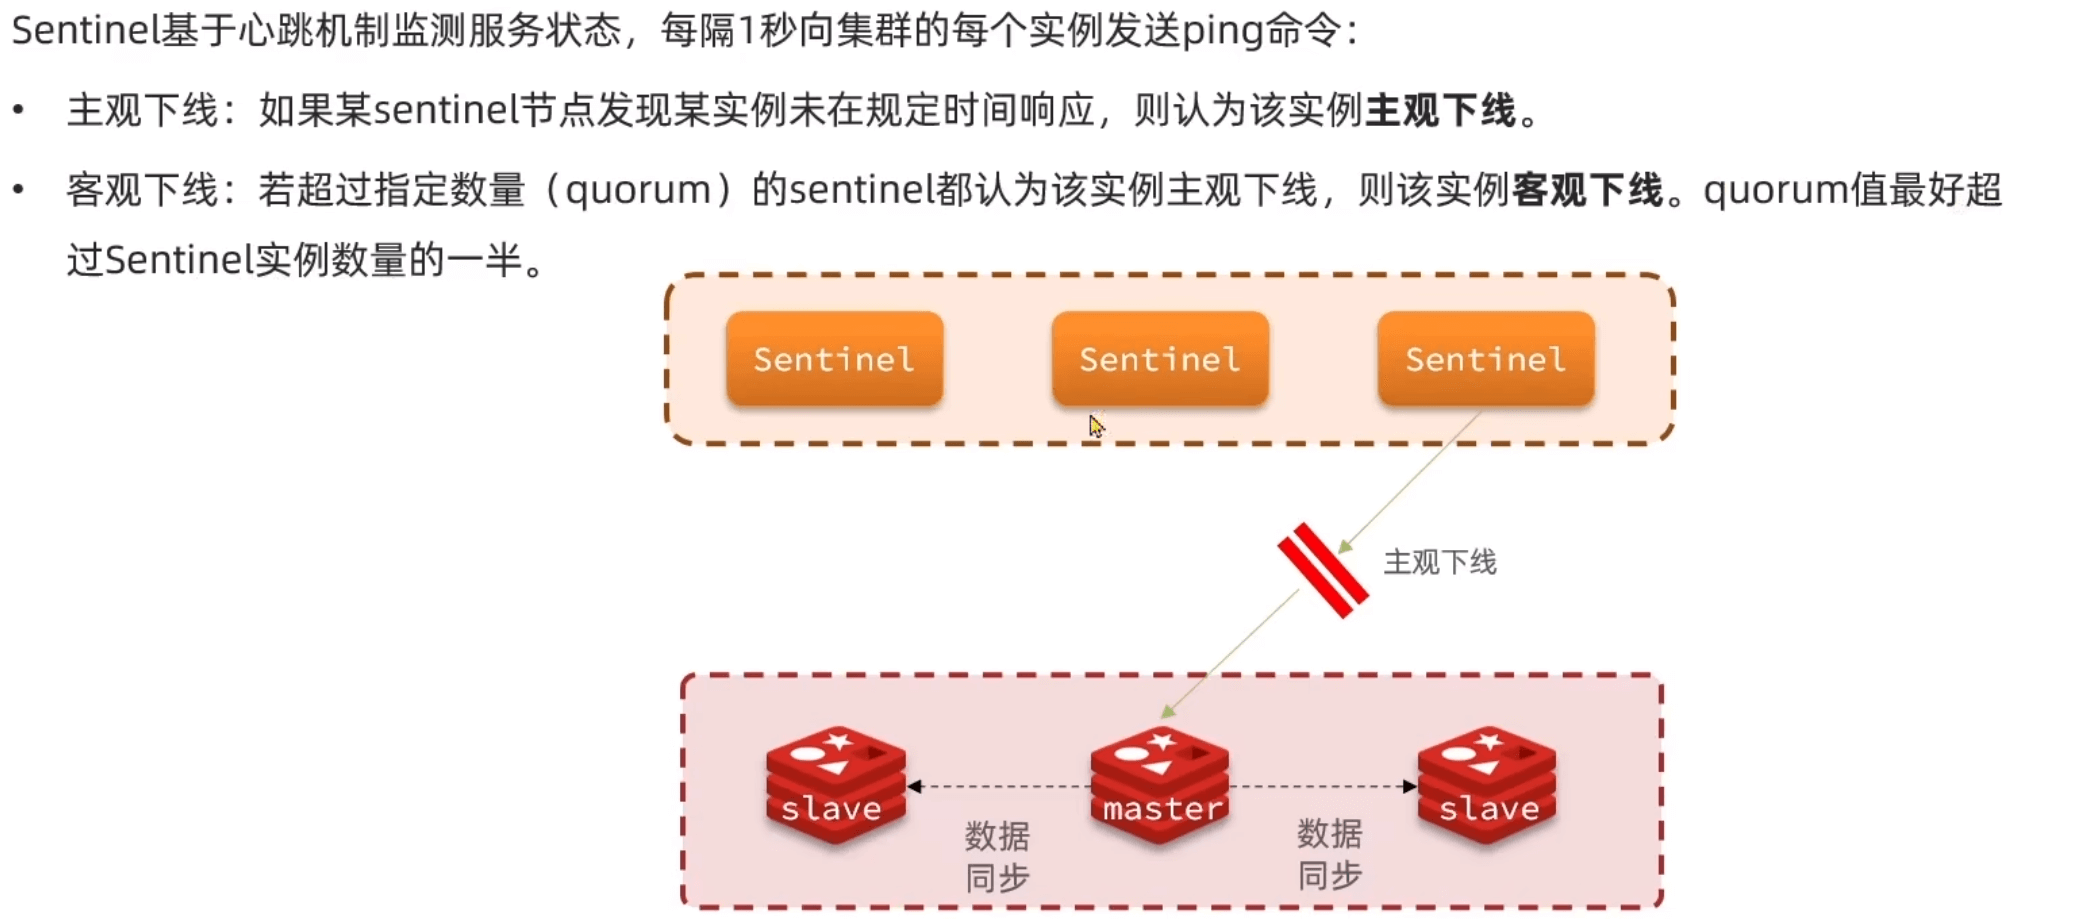 Sentinel基于心跳机制监测服务状态，每隔1秒向集群的每个实例发送ping命令：
• 主观下线：如果某sentinel节点发现某实例未在规定时间响应，则认为该实例主观下线。
• 客观下线：若超过指定数量（quorum）的sentinel都认为该实例主观下线，则该实例客观下线。quorum值最好超
过Sentinel实例数量的一半。
Sentinel
Sentinel
Sentinel
主观下线
slave
master
slave
数据
同步
数据
同步